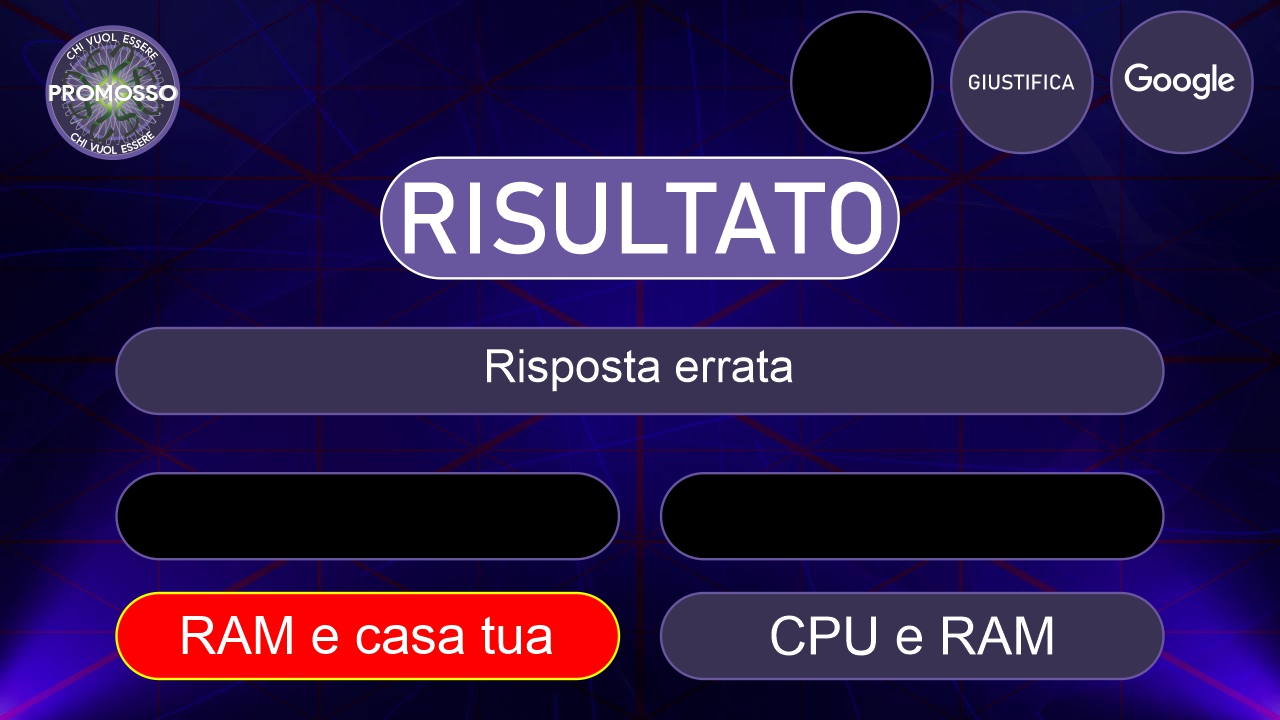 CHI VUOL ESSERE
PROMOSSO
CHI VUOL ESSERE
GIUSTIFICA
Google
RISULTATO
Risposta errata
RAM e casa tua
CPU e RAM